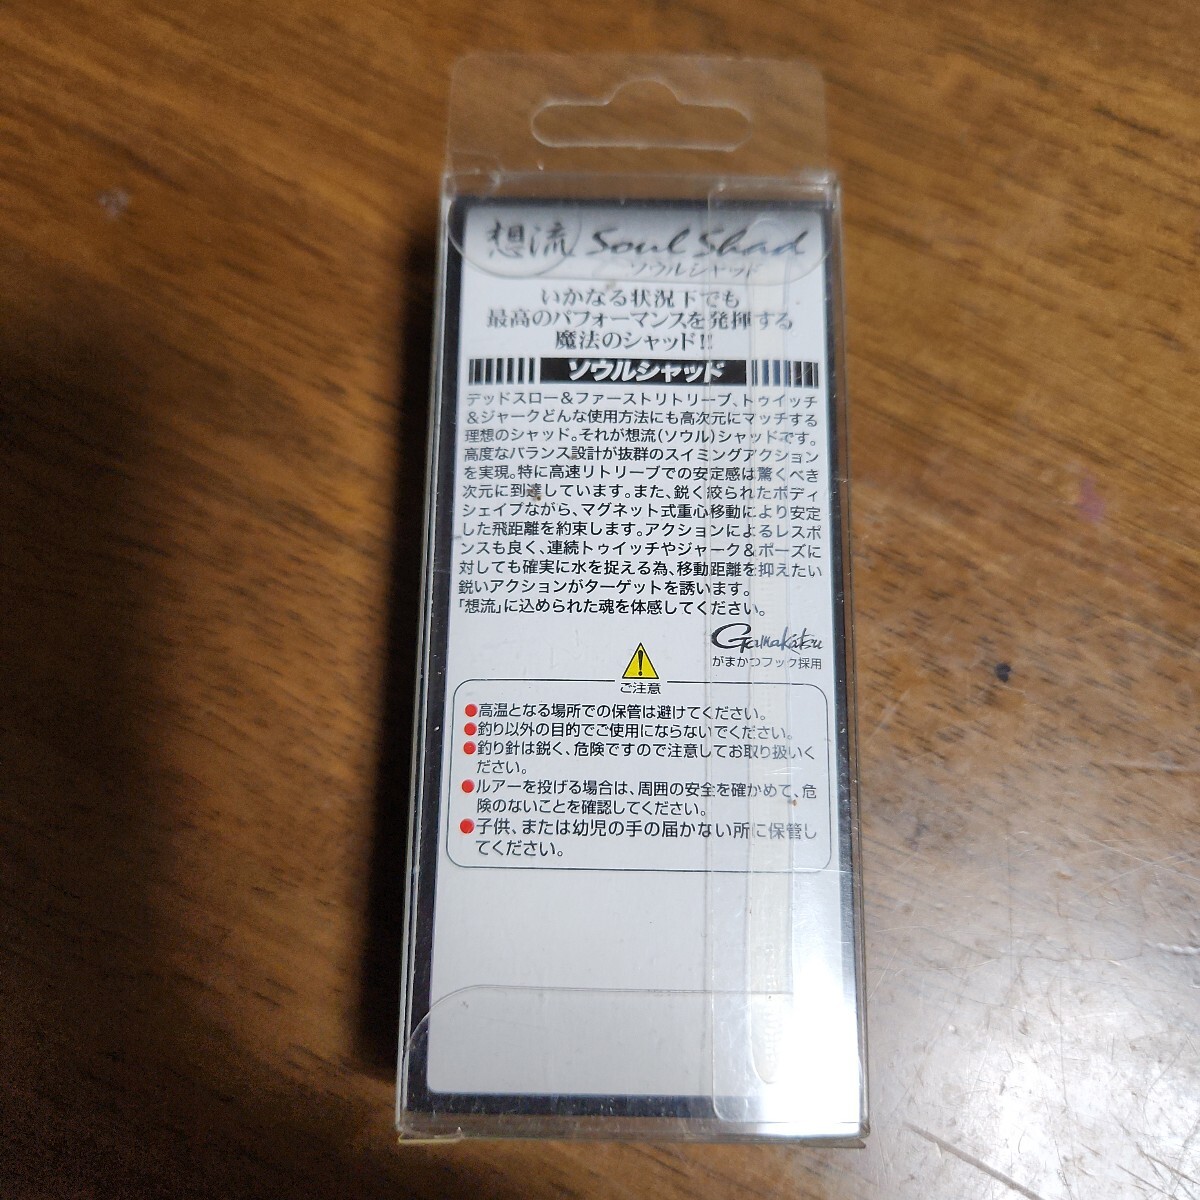 想流 Soul Shad
ソウルシャッド
いかなる状況下でも
最高のパフォーマンスを発揮する
魔法のシャッド!!
ソウルシャッド
デッドスロー&ファーストリトリーブ、トゥイッチ
&ジャークどんな使用方法にも高次元にマッチする
理想のシャッド。それが想流(ソウル)シャッドです。
高度なバランス設計が抜群のスイミングアクション
を実現。特に高速リトリーブでの安定感は驚くべき
次元に到達しています。また、鋭く絞られたボディ
シェイプながら、マグネット式重心移動により安定
した飛距離を約束します。アクションによるレスポ
ンスも良く、連続トゥイッチやジャーク&ポーズに
対しても確実に水を捉える為、移動距離を抑えたい
鋭いアクションがターゲットを誘います。
「想流」に込められた魂を体感してください。
Gamakatsu
がまかつフック採用
ご注意
●高温となる場所での保管は避けてください。
●釣り以外の目的でご使用にならないでください。
●釣り針は鋭く、危険ですので注意してお取り扱いく
ださい。
●ルアーを投げる場合は、周囲の安全を確かめて、危
険のないことを確認してください。
●子供、または幼児の手の届かない所に保管し
てください。